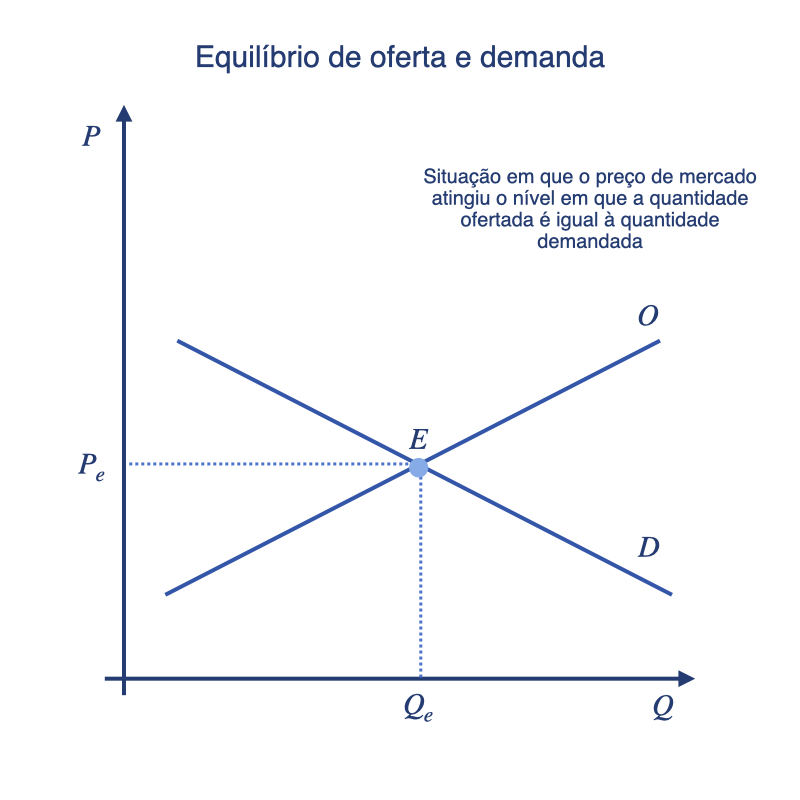 Equilíbrio de oferta e demanda
P
Situação em que o preço de mercado
atingiu o nível em que a quantidade
ofertada é igual à quantidade
demandada
O
E
Pe
D
Qe
Q